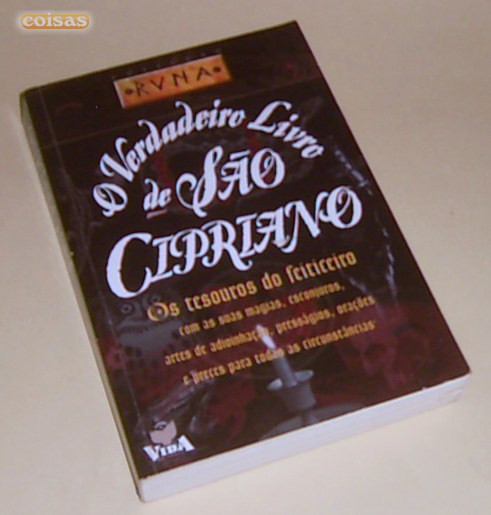 coisas
RVNA
O Verdadeiro Livro
de SÃO
CIPRIANO
Os tesouros do feiticeiro
com as suas magias, esconjuros,
artes de adivinhação, presságios, orações
e preces para todas as circunstâncias.
VIDA